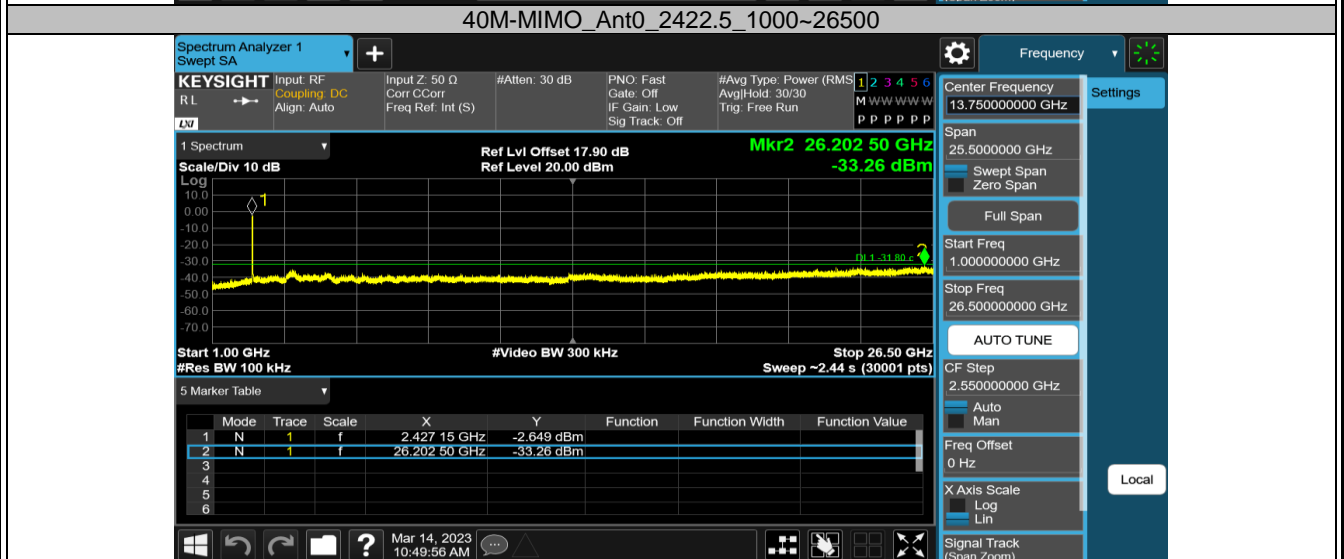 40M-MIMO_Ant0_2422.5_1000~26500
Spectrum Analyzer 1
Swept SA
+
Frequency
KEYSIGHT
RL
LXI
Input: RF
Coupling: DC
Align: Auto
Input Z: 50 Ω
Corr CCorr
Freq Ref: Int (S)
#Atten: 30 dB
PNO: Fast
Gate: Off
IF Gain: Low
Sig Track: Off
#Avg Type: Power (RMS
Avg|Hold: 30/30
Trig: Free Run
1 2 3 4 5 6
M W W W W W
P P P P P P
1 Spectrum
Scale/Div 10 dB
Ref Lvl Offset 17.90 dB
Ref Level 20.00 dBm
Mkr2 26.202 50 GHz
-33.26 dBm
Log
10.0
0.00
-10.0
-20.0
-30.0
-40.0
-50.0
-60.0
-70.0
1
DL1 -31.80
Start 1.00 GHz
#Video BW 300 kHz
Stop 26.50 GHz
#Res BW 100 kHz
Sweep ~2.44 s (30001 pts)
5 Marker Table
Mode Trace Scale X Y Function Function Width Function Value
1 N 1 f 2.427 15 GHz -2.649 dBm
2 N 1 f 26.202 50 GHz -33.26 dBm
3
4
5
6
Mar 14, 2023
10:49:56 AM
Center Frequency
13.750000000 GHz
Settings
Span
25.5000000 GHz
Swept Span
Zero Span
Full Span
Start Freq
1.000000000 GHz
Stop Freq
26.500000000 GHz
AUTO TUNE
CF Step
2.550000000 GHz
Auto
Man
Freq Offset
0 Hz
X Axis Scale
Log
Lin
Local
Signal Track
(Span Zoom)